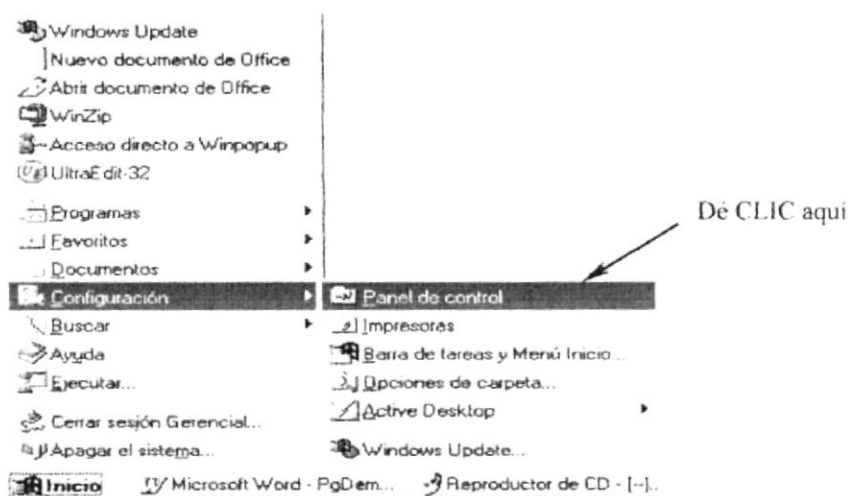 Windows Update
Nuevo documento de Office
Abrir documento de Office
WinZip
Acceso directo a Winpopup
UltraEdit-32
Programas
Favoritos
Documentos
Configuración
Buscar
Ayuda
Ejecutar...
Cerrar sesión Gerencial...
Apagar el sistema...
Dé CLIC aquí
Panel de control
Impresoras
Barra de tareas y Menú Inicio...
Opciones de carpeta...
Active Desktop
Windows Update...
Inicio
Microsoft Word - PgDem...
Reproductor de CD - [--]..